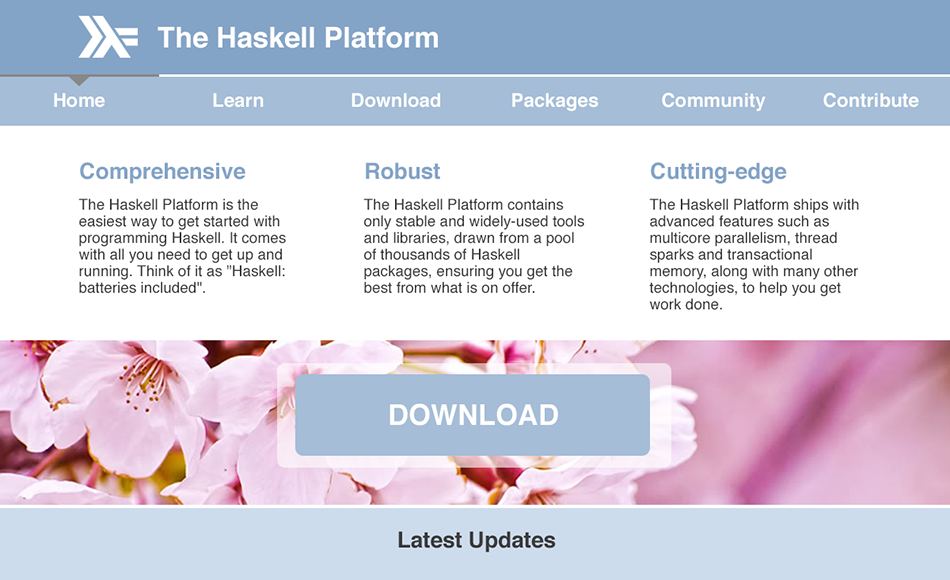 The Haskell Platform
Home Learn Download Packages Community Contribute
Comprehensive
The Haskell Platform is the
easiest way to get started with
programming Haskell. It comes
with all you need to get up and
running. Think of it as "Haskell:
batteries included".
Robust
The Haskell Platform contains
only stable and widely-used tools
and libraries, drawn from a pool
of thousands of Haskell
packages, ensuring you get the
best from what is on offer.
Cutting-edge
The Haskell Platform ships with
advanced features such as
multicore parallelism, thread
sparks and transactional
memory, along with many other
technologies, to help you get
work done.
DOWNLOAD
Latest Updates